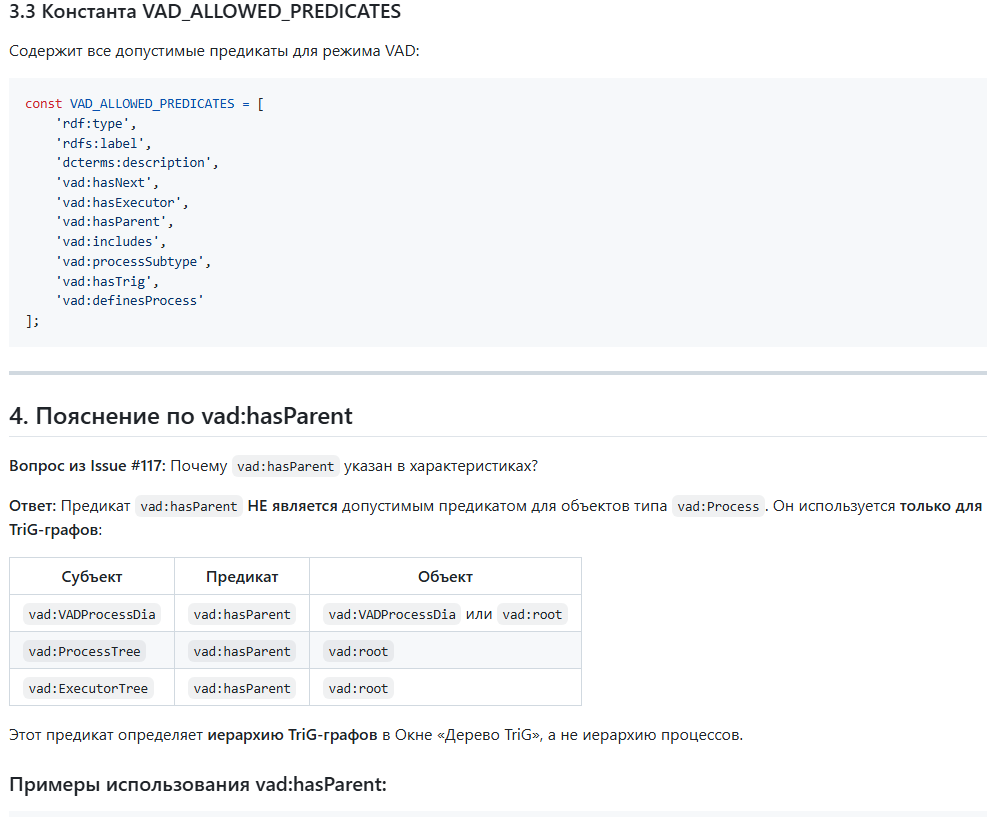 3.3 Константа VAD_ALLOWED_PREDICATES
Содержит все допустимые предикаты для режима VAD:
const VAD_ALLOWED_PREDICATES = [
    'rdf:type',
    'rdfs:label',
    'dcterms:description',
    'vad:hasNext',
    'vad:hasExecutor',
    'vad:hasParent',
    'vad:includes',
    'vad:processSubtype',
    'vad:hasTrig',
    'vad:definesProcess'
];
4. Пояснение по vad:hasParent
Вопрос из Issue #117: Почему vad:hasParent указан в характеристиках?
Ответ: Предикат vad:hasParent НЕ является допустимым предикатом для объектов типа vad:Process. Он используется только для
TriG-графов:
Субъект Предикат Объект
vad:VADProcessDia vad:hasParent vad:VADProcessDia или vad:root
vad:ProcessTree vad:hasParent vad:root
vad:ExecutorTree vad:hasParent vad:root
Этот предикат определяет иерархию TriG-графов в Окне «Дерево TriG», а не иерархию процессов.
Примеры использования vad:hasParent: